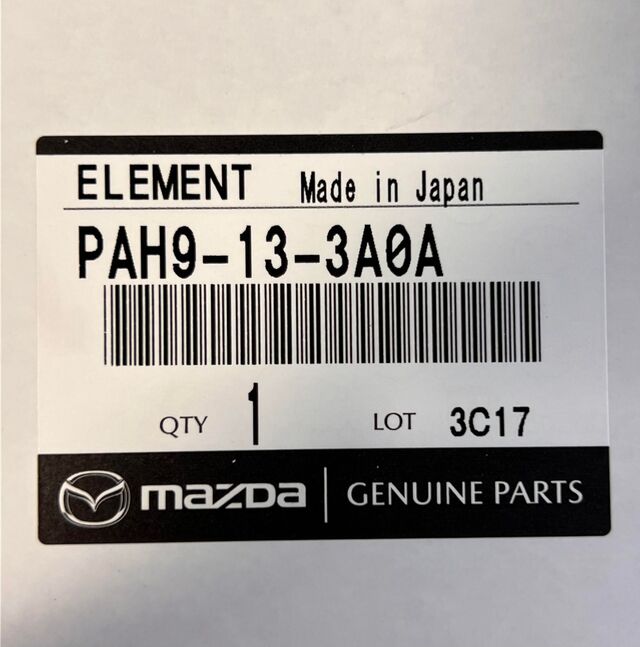 ELEMENT Made in Japan
PAH9-13-3A0A
QTY 1 LOT 3C17
mazda GENUINE PARTS